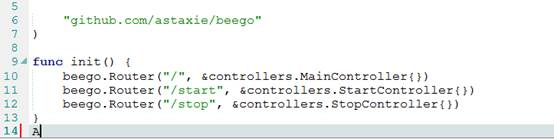 5
6 "github.com/astaxie/beego"
7 )
8
9 func init() {
10 beego.Router("/", &controllers.MainController{})
11 beego.Router("/start", &controllers.StartController{})
12 beego.Router("/stop", &controllers.StopController{})
13 }
14 A